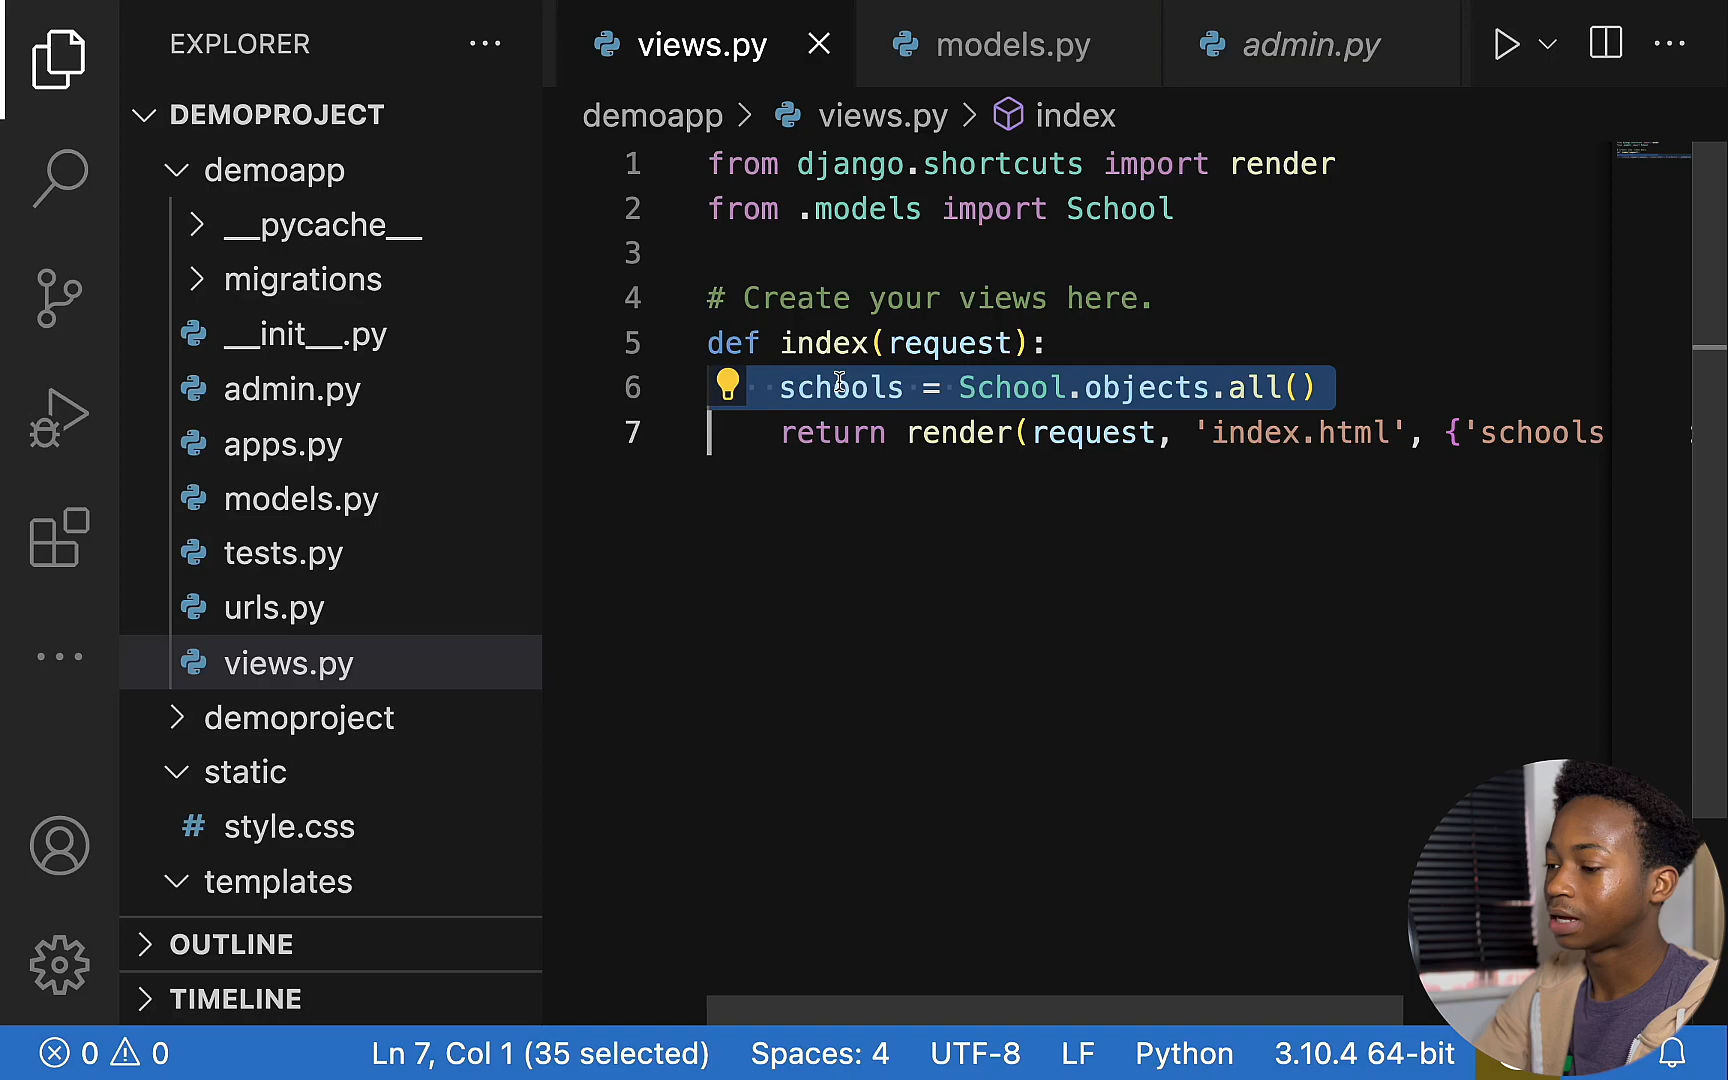 EXPLORER
DEMOPROJECT
demoapp
__pycache__
migrations
__init__.py
admin.py
apps.py
models.py
tests.py
urls.py
views.py
demoproject
static
# style.css
templates
OUTLINE
TIMELINE
views.py
models.py
admin.py
demoapp > views.py > index
1 from django.shortcuts import render
2 from .models import School
3
4 # Create your views here.
5 def index(request):
6 schools = School.objects.all()
7 return render(request, 'index.html', {'schools
0 0
Ln 7, Col 1 (35 selected)
Spaces: 4
UTF-8
LF
Python
3.10.4 64-bit